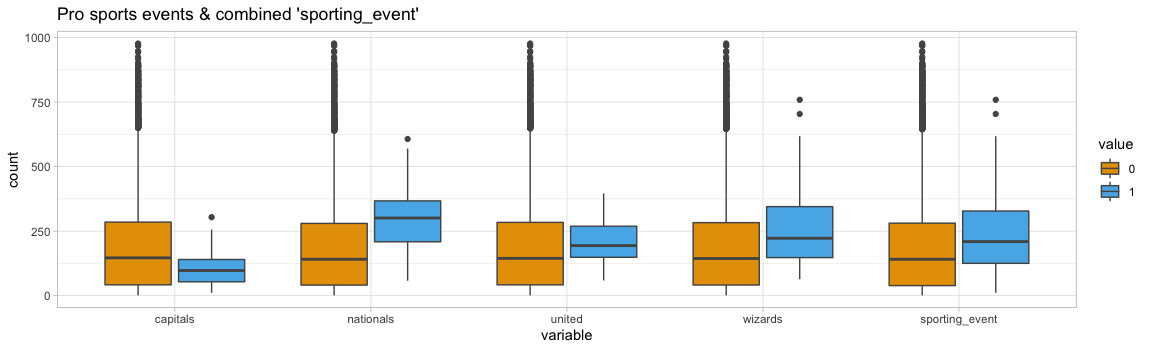 Pro sports events & combined 'sporting_event'
1000
750
500
250
0
count
capitals
nationals
united
wizards
sporting_event
variable
value
0
1